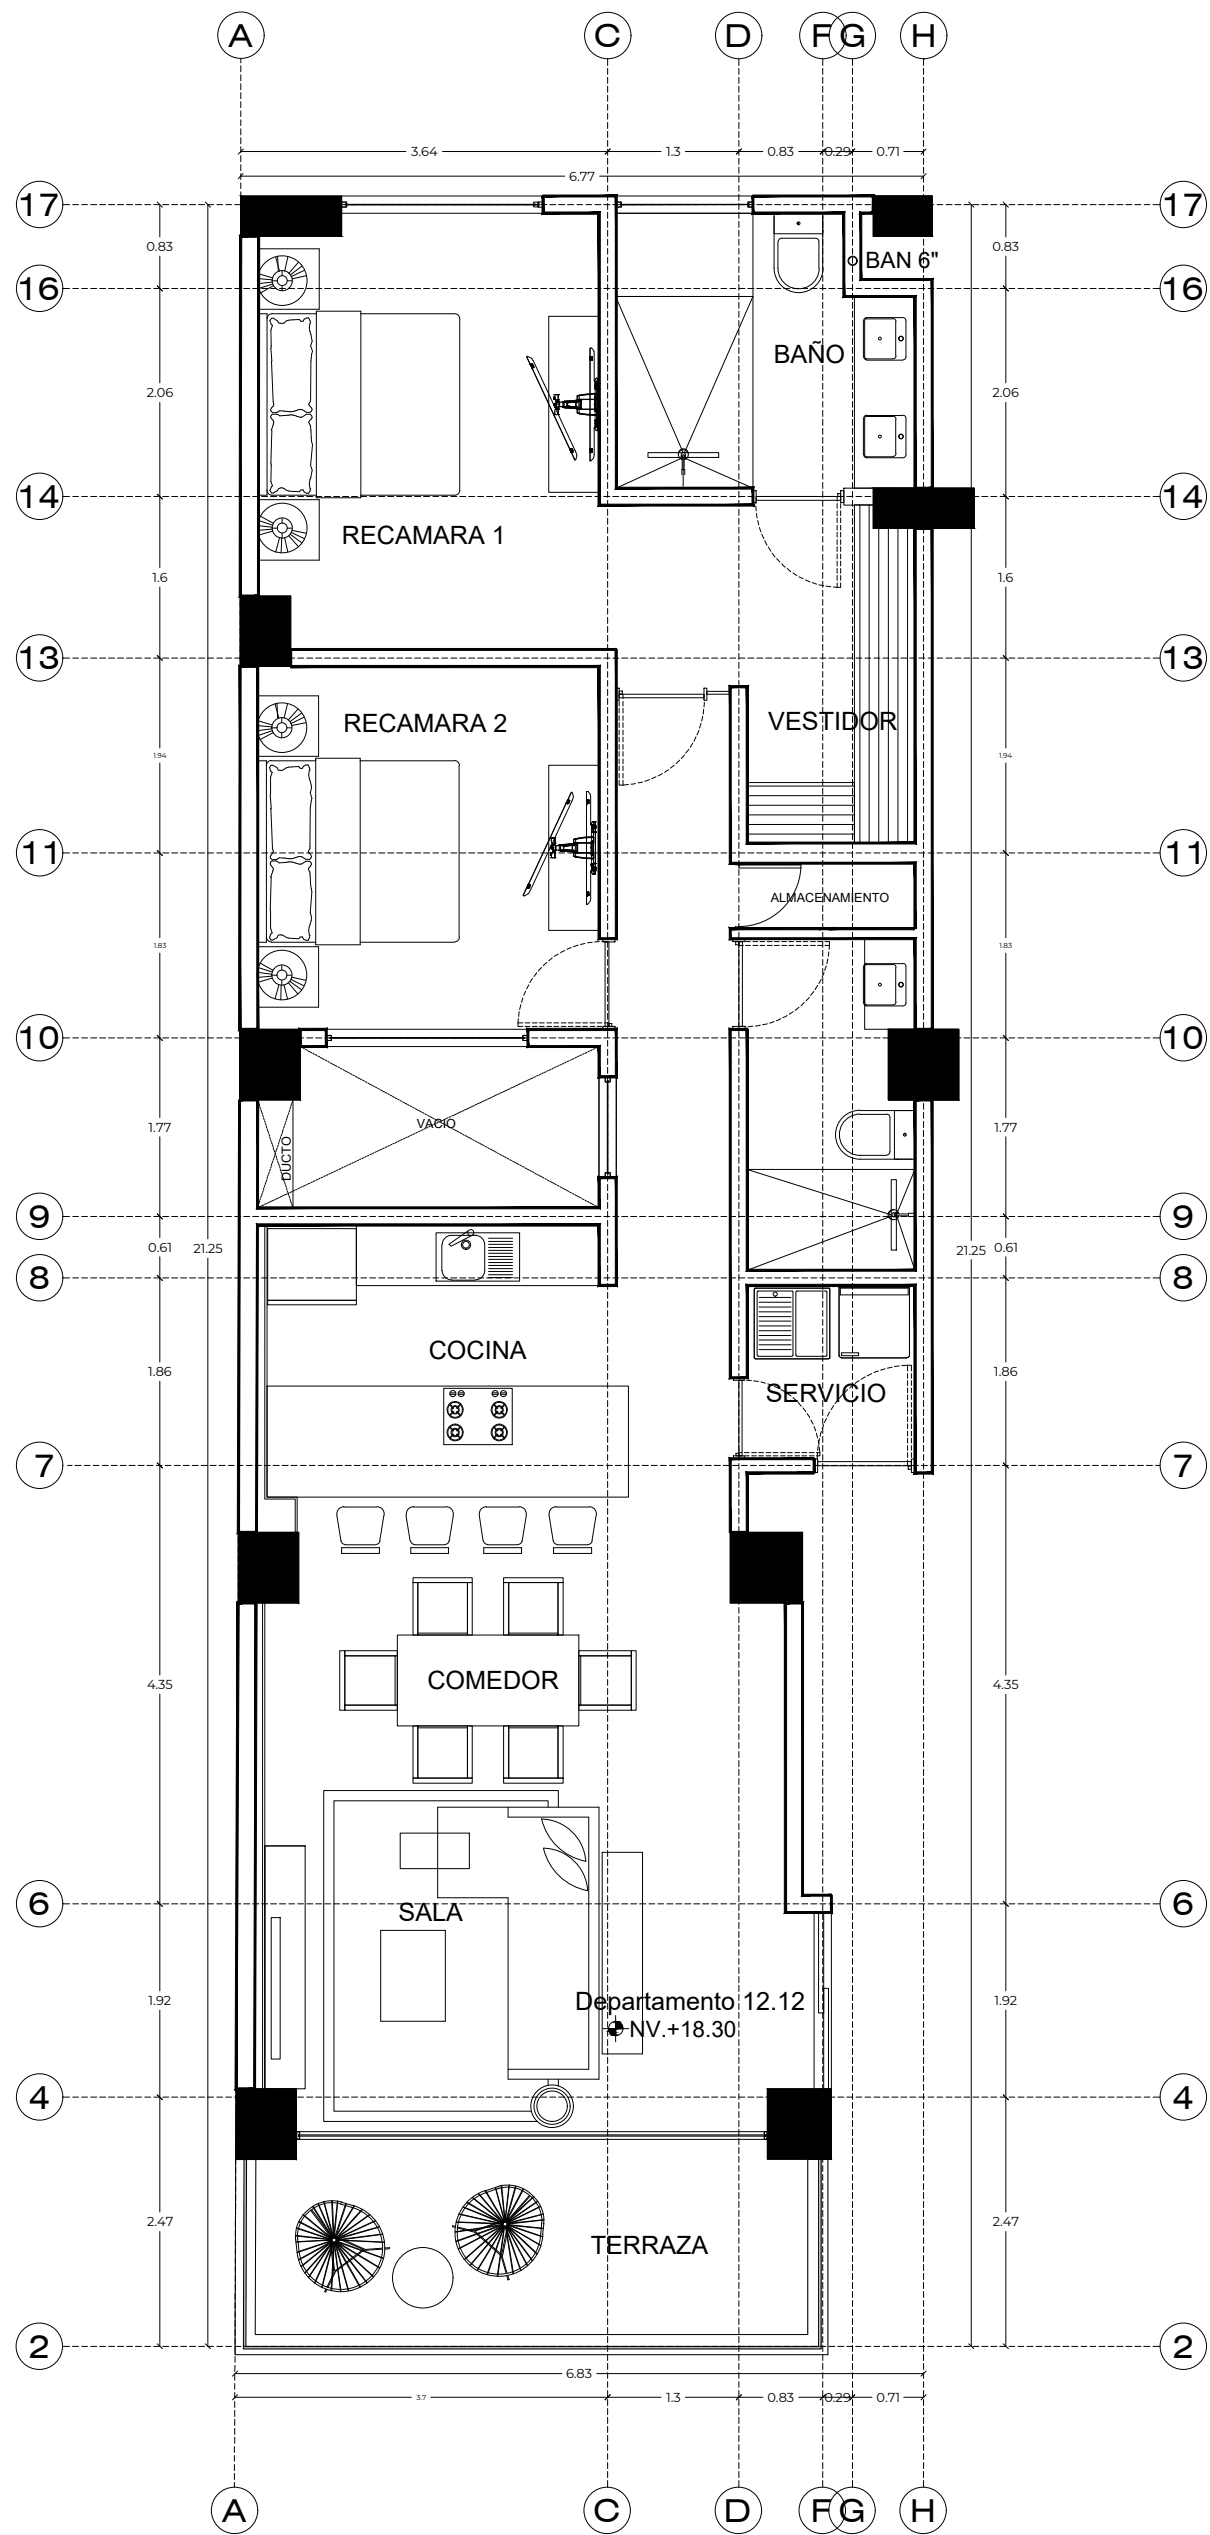 A C D F G H
3.64 1.3 0.83 0.29 0.71
6.77
17 17
0.83 0.83
BAN 6"
16 16
BAÑO
2.06 2.06
14 14
RECAMARA 1
1.6 1.6
13 13
RECAMARA 2 VESTIDOR
1.94 1.94
11 11
ALMACENAMIENTO
1.83 1.83
10 10
VACIO
1.77 1.77
DUCTO
9 9
0.61 21.25 21.25 0.61
8 8
COCINA
1.86 1.86
SERVICIO
7 7
COMEDOR
4.35 4.35
6 6
SALA
1.92 Departamento 12.12 1.92
NV.+18.30
4 4
2.47 2.47
TERRAZA
2 2
6.83
3.7 1.3 0.83 0.29 0.71
A C D F G H